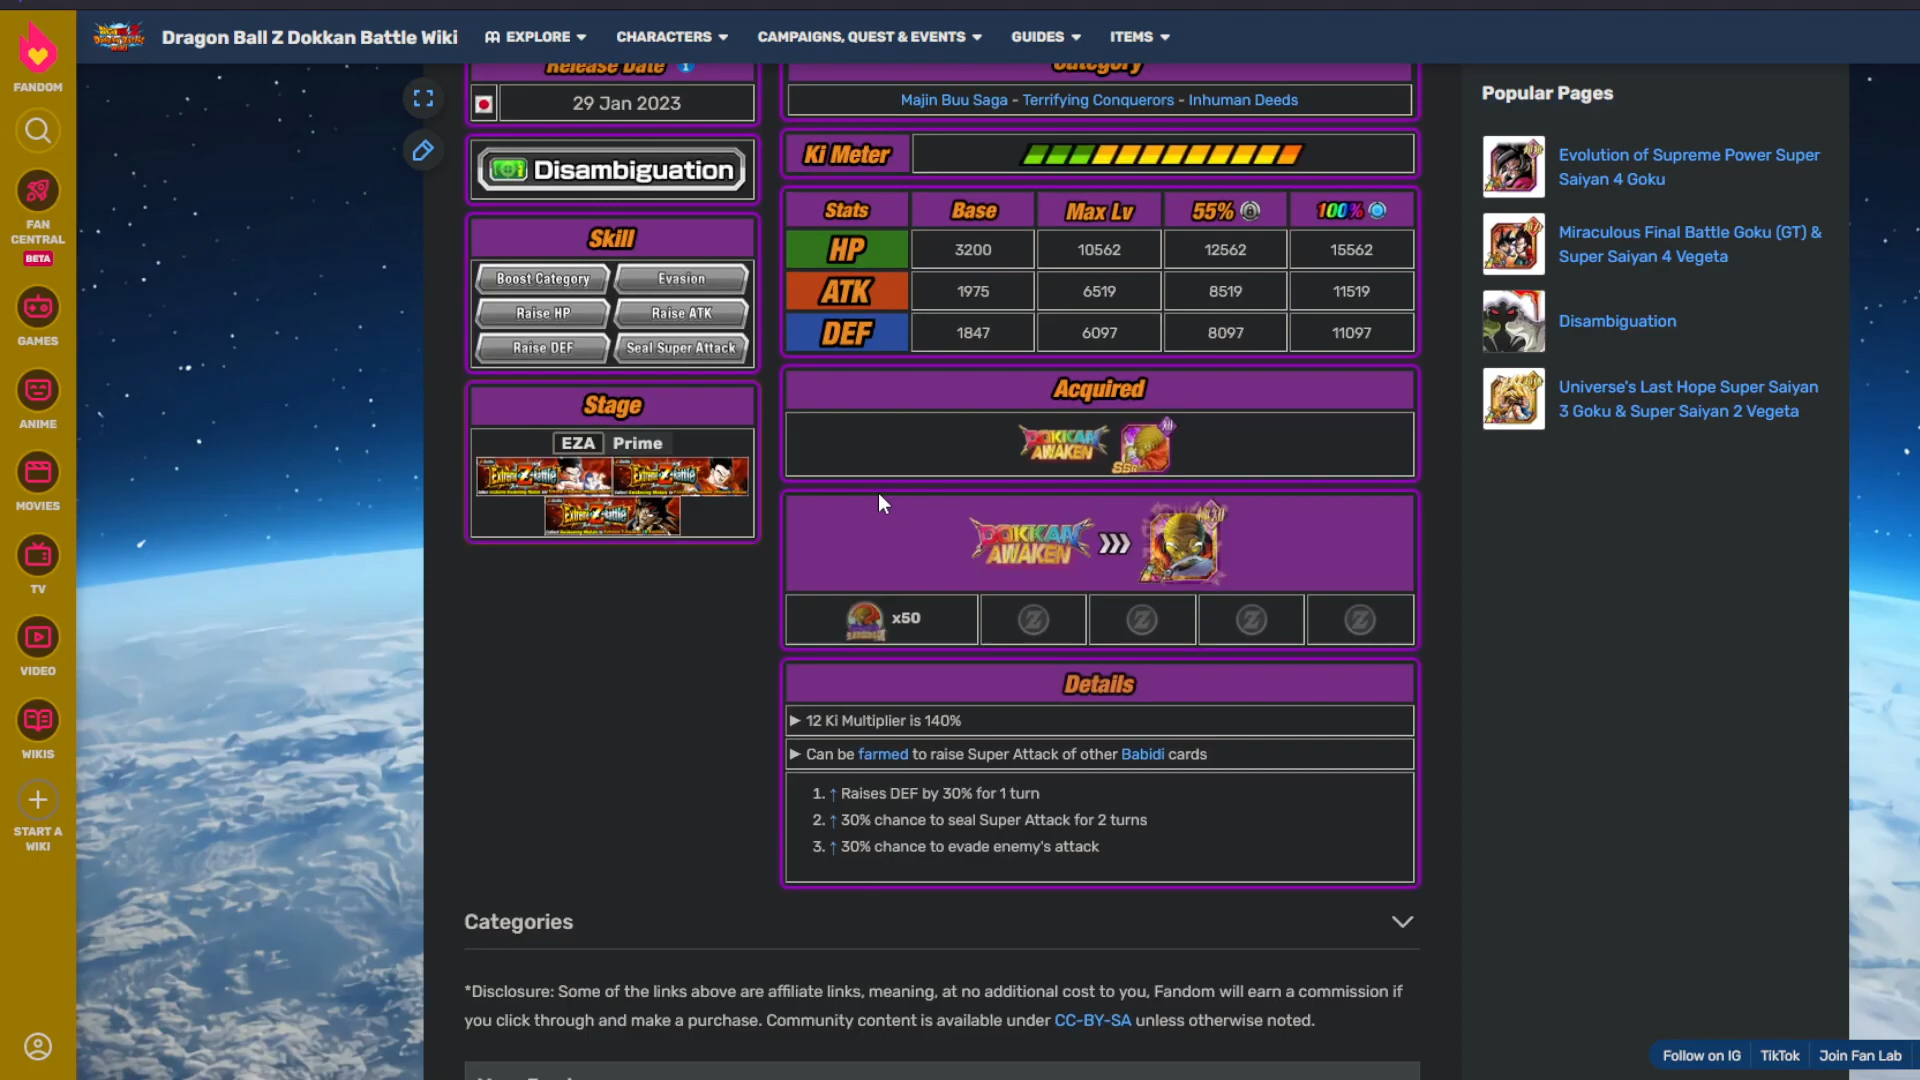 FANDOM
FAN
CENTRAL
BETA
GAMES
ANIME
MOVIES
TV
VIDEO
WIKIS
START A
WIKI
Dragon Ball Z Dokkan Battle Wiki
EXPLORE
CHARACTERS
CAMPAIGNS, QUEST & EVENTS
GUIDES
ITEMS
Release Date
29 Jan 2023
Disambiguation
Skill
Boost Category
Evasion
Raise HP
Raise ATK
Raise DEF
Seal Super Attack
Stage
EZA
Prime
Extreme Z-Battle
Extreme Z-Battle
Extreme Z-Battle
Category
Majin Buu Saga - Terrifying Conquerors - Inhuman Deeds
Ki Meter
Stats Base Max Lv 55% 100%
HP 3200 10562 12562 15562
ATK 1975 6519 8519 11519
DEF 1847 6097 8097 11097
Acquired
DOKKAN
AWAKEN
SSR
DOKKAN
AWAKEN
x50
Z Z Z Z
Details
▶ 12 Ki Multiplier is 140%
▶ Can be farmed to raise Super Attack of other Babidi cards
1. ↑ Raises DEF by 30% for 1 turn
2. ↑ 30% chance to seal Super Attack for 2 turns
3. ↑ 30% chance to evade enemy's attack
Categories
*Disclosure: Some of the links above are affiliate links, meaning, at no additional cost to you, Fandom will earn a commission if
you click through and make a purchase. Community content is available under CC-BY-SA unless otherwise noted.
Popular Pages
Evolution of Supreme Power Super
Saiyan 4 Goku
Miraculous Final Battle Goku (GT) &
Super Saiyan 4 Vegeta
Disambiguation
Universe's Last Hope Super Saiyan
3 Goku & Super Saiyan 2 Vegeta
Follow on IG
TikTok
Join Fan Lab